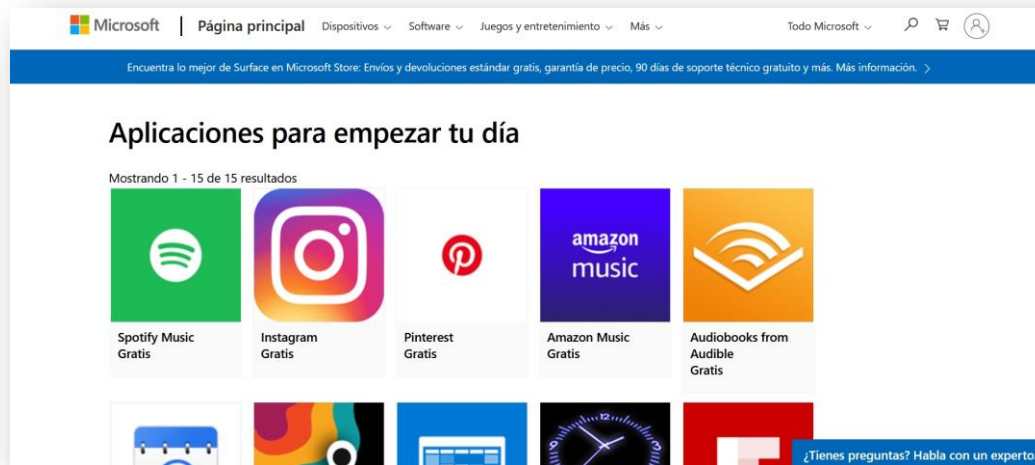 Microsoft
Página principal Dispositivos Software Juegos y entretenimiento Más Todo Microsoft
Encuentra lo mejor de Surface en Microsoft Store: Envíos y devoluciones estándar gratis, garantía de precio, 90 días de soporte técnico gratuito y más. Más información.
Aplicaciones para empezar tu día
Mostrando 1 - 15 de 15 resultados
amazon
music
Spotify Music
Gratis
Instagram
Gratis
Pinterest
Gratis
Amazon Music
Gratis
Audiobooks from
Audible
Gratis
12
¿Tienes preguntas? Habla con un experto